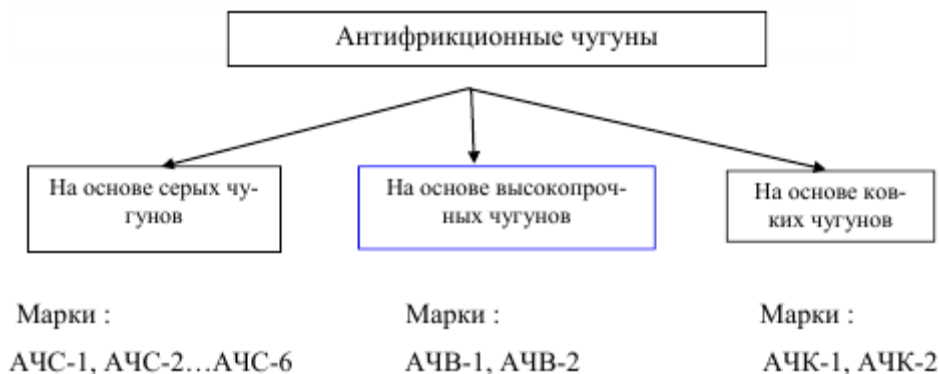 Антифрикционные чугуны
На основе серых чу-
гунов
На основе высокопроч-
ных чугунов
На основе ков-
ких чугунов
Марки :
АЧС-1, АЧС-2...АЧС-6
Марки :
АЧВ-1, АЧВ-2
Марки :
АЧК-1, АЧК-2